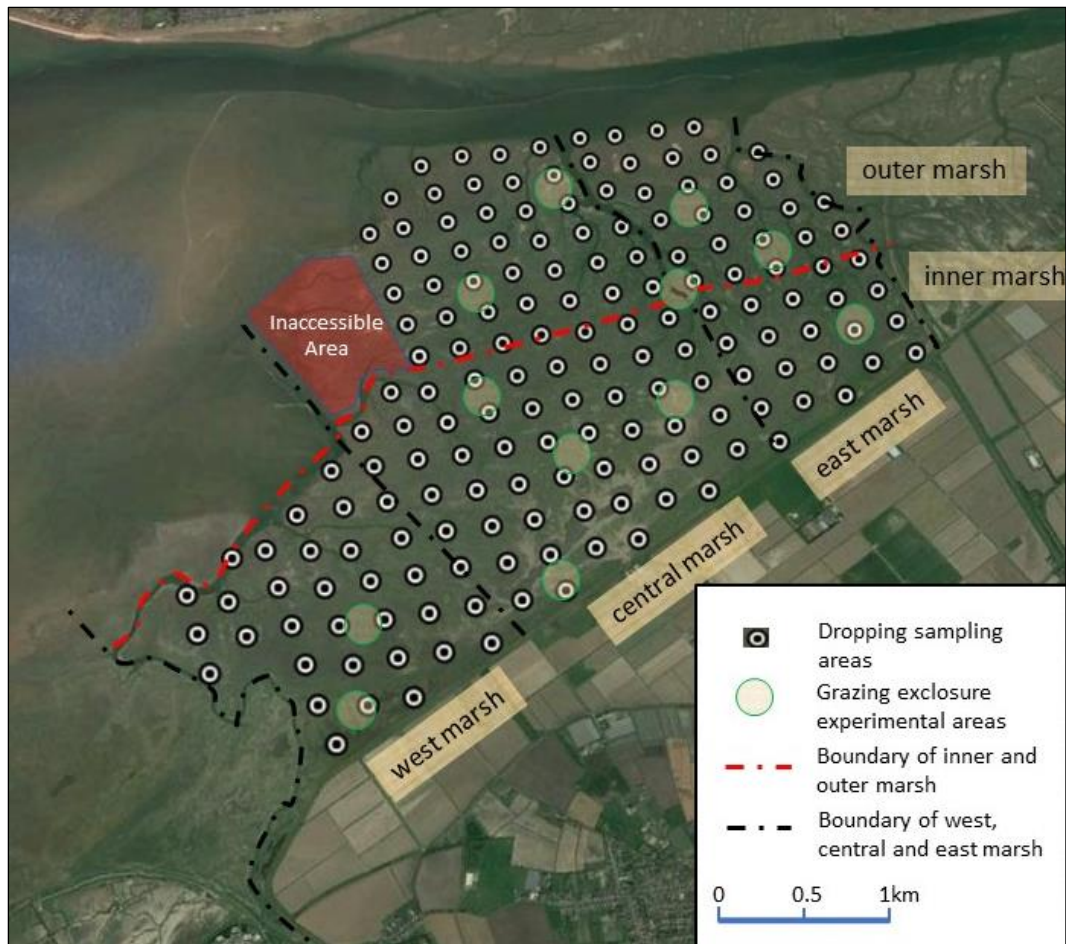 outer marsh
inner marsh
Inaccessible
Area
east marsh
central marsh
west marsh
Dropping sampling
areas
Grazing exclosure
experimental areas
Boundary of inner and
outer marsh
Boundary of west,
central and east marsh
0 0.5 1km